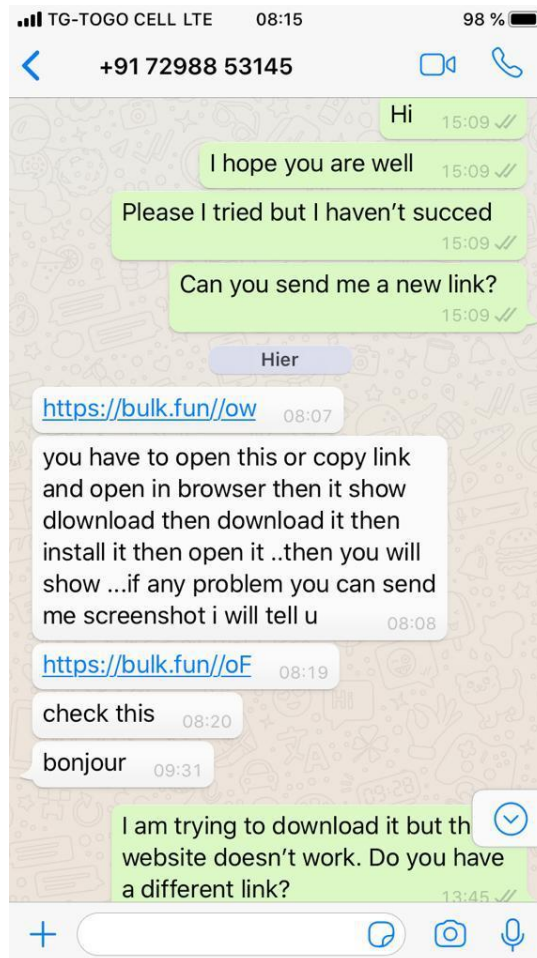 TG-TOGO CELL LTE 08:15 98 %
+91 72988 53145
Hi 15:09
I hope you are well 15:09
Please I tried but I haven't succed
15:09
Can you send me a new link?
15:09
Hier
https://bulk.fun//ow 08:07
you have to open this or copy link
and open in browser then it show
dlownload then download it then
install it then open it ..then you will
show ...if any problem you can send
me screenshot i will tell u 08:08
https://bulk.fun//oF 08:19
check this 08:20
bonjour 09:31
I am trying to download it but th
website doesn't work. Do you have
a different link?
13:45